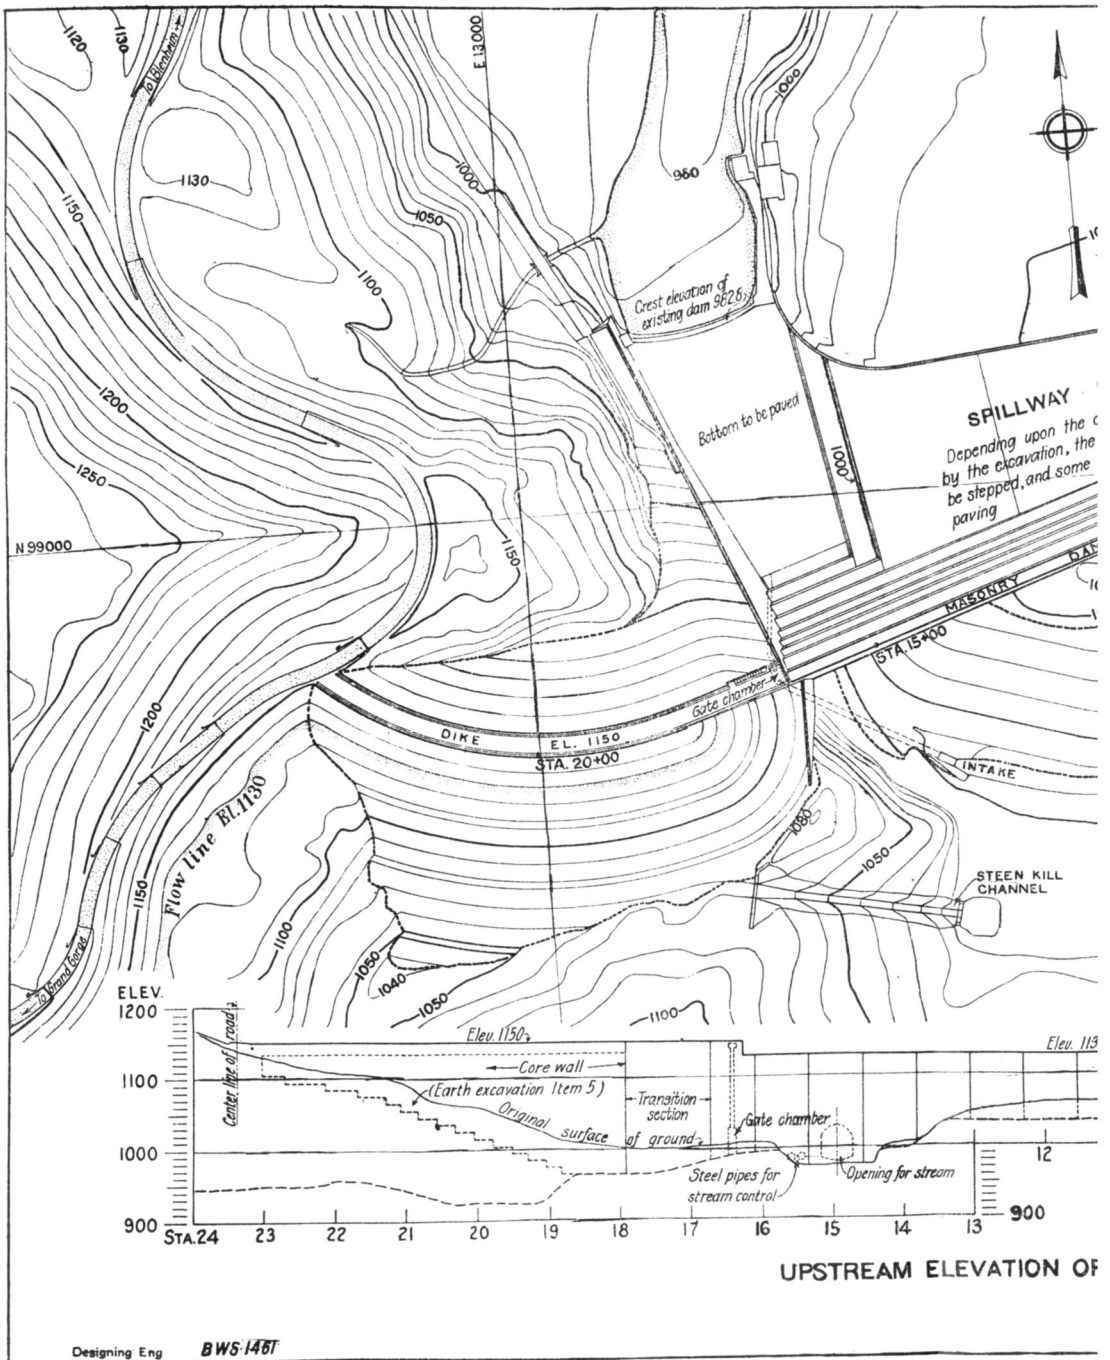 1120
1130
To Blenheim
E 13000
1000
1130
1150
1000
960
1050
1100
Crest elevation of
existing dam 982.6
1200
Bottom to be paved
SPILLWAY
Depending upon the
by the excavation, the
be stepped, and some
paving
1000
1250
N 99000
1150
MASONRY DAM
STA. 15+00
Gate chamber
DIKE EL. 1150
STA. 20+00
1200
INTAKE
Flow line El. 1130
1080
1050
1150
STEEN KILL
CHANNEL
1100
1050
1040
1050
1100
To Grand Gorge
ELEV.
1200
Center line of road
Elev. 1150
Elev. 113
Core wall
1100
(Earth excavation Item 5)
Transition
section
Original surface of ground
Gate chamber
1000
12
Steel pipes for
stream control
Opening for stream
900
900
STA. 24 23 22 21 20 19 18 17 16 15 14 13
UPSTREAM ELEVATION OF
Designing Eng BWS 1461